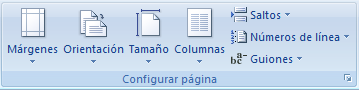 Márgenes Orientación Tamaño Columnas
Saltos
Números de línea
Guiones
Configurar página